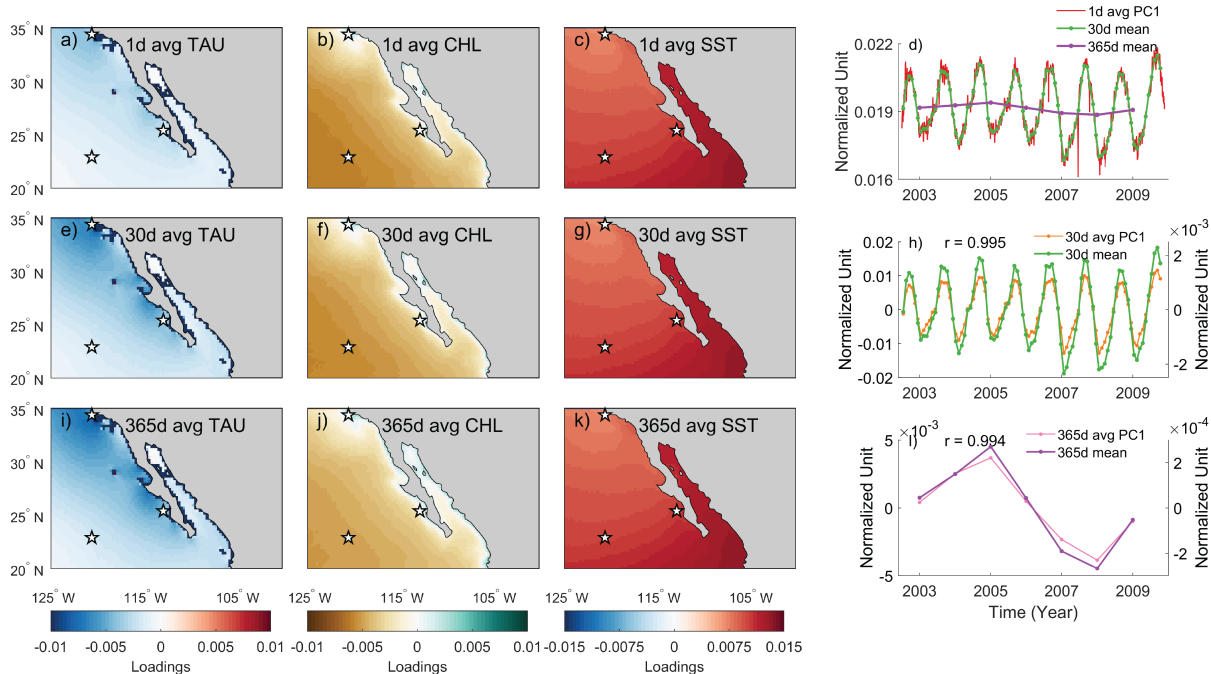 35° N
30
25
20° N
a)
1d avg TAU
b)
1d avg CHL
c)
1d avg SST
1d avg PC1
30d mean
365d mean
d)
Normalized Unit
0.022
0.019
0.016
2003
2005
2007
2009
35° N
30
25
20° N
e)
30d avg TAU
f)
30d avg CHL
g)
30d avg SST
h)
r = 0.995
30d avg PC1
30d mean
×10⁻³
Normalized Unit
0.02
0.01
0
-0.01
-0.02
2
0
-2
Normalized Unit
2003
2005
2007
2009
35° N
30
25
20° N
i)
365d avg TAU
j)
365d avg CHL
k)
365d avg SST
l)
×10⁻³
r = 0.994
365d avg PC1
365d mean
×10⁻⁴
Normalized Unit
5
0
-5
2
0
-2
Normalized Unit
2003
2005
2007
2009
Time (Year)
125° W
115° W
105° W
125° W
115° W
105° W
125° W
115° W
105° W
-0.01
-0.005
0
0.005
0.01
Loadings
-0.01
-0.005
0
0.005
0.01
Loadings
-0.015
-0.0075
0
0.0075
0.015
Loadings